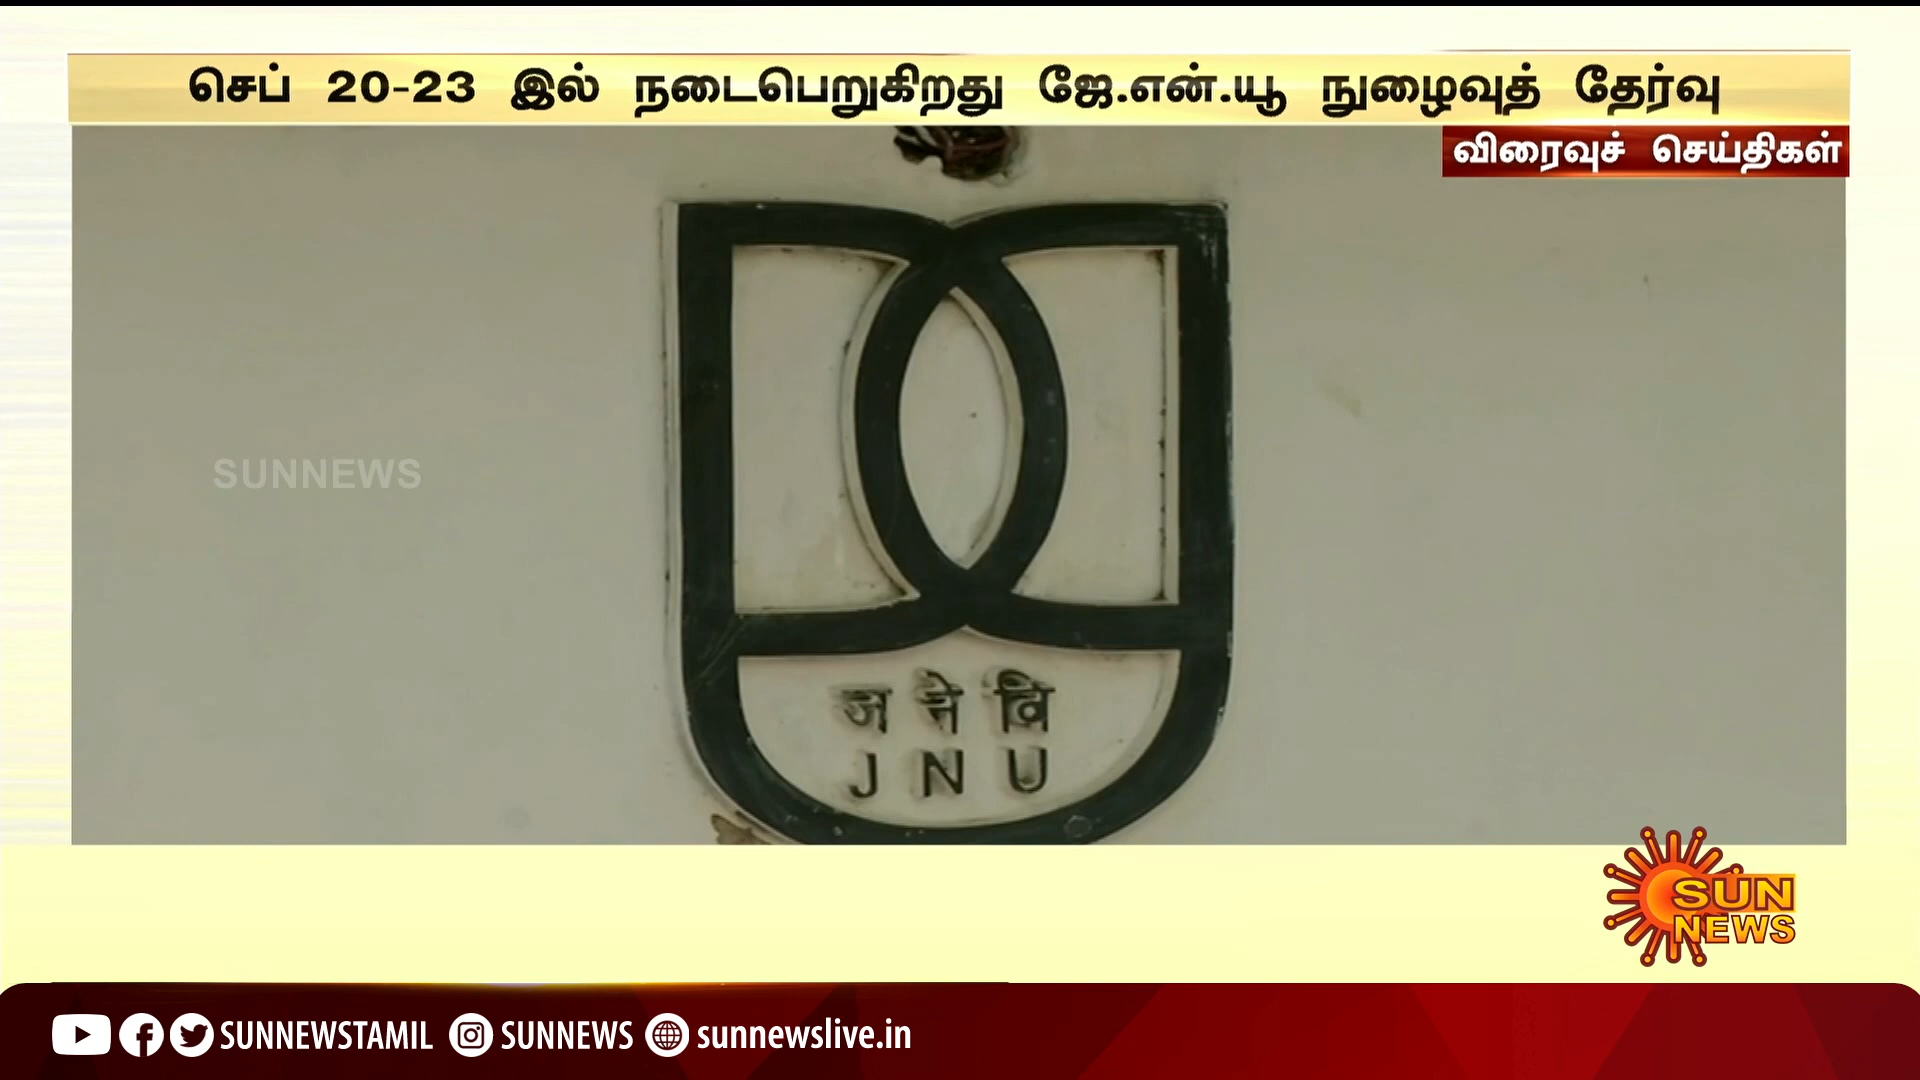 செப் 20-23 இல் நடைபெறுகிறது ஜே.என்.யூ நுழைவுத் தேர்வு
விரைவுச் செய்திகள்
SUNNEWS
ज ने वि
J N U
SUN
NEWS
SUNNEWSTAMIL SUNNEWS sunnewslive.in